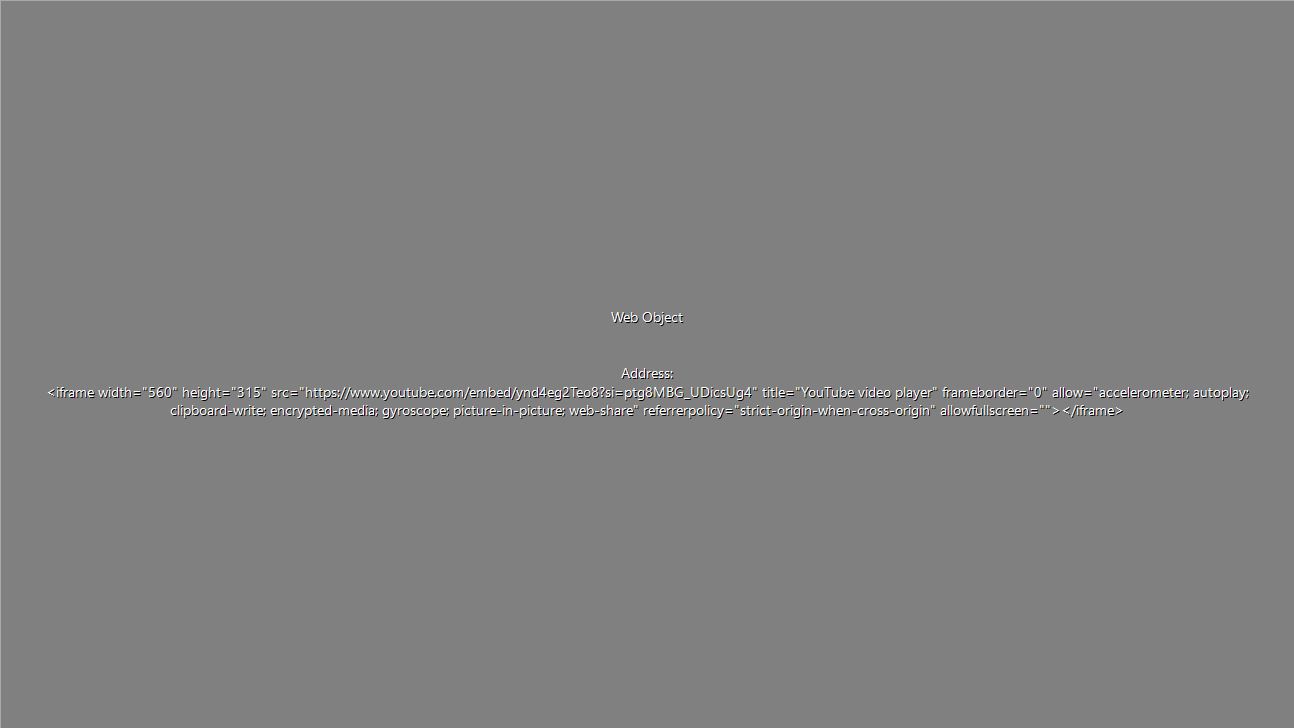 Web Object
Address:
<iframe width="560" height="315" src="https://www.youtube.com/embed/ynd4eg2Teo8?si=ptg8MBG_UDicsUg4" title="YouTube video player" frameborder="0" allow="accelerometer; autoplay;
clipboard-write; encrypted-media; gyroscope; picture-in-picture; web-share" referrerpolicy="strict-origin-when-cross-origin" allowfullscreen=""></iframe>